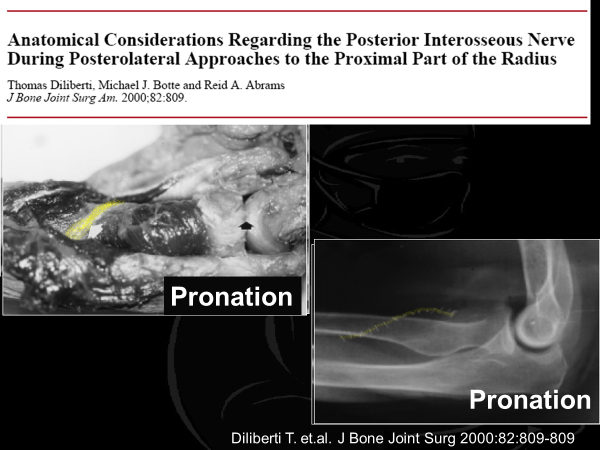 Anatomical Considerations Regarding the Posterior Interosseous Nerve
During Posterolateral Approaches to the Proximal Part of the Radius
Thomas Diliberti, Michael J. Botte and Reid A. Abrams
J Bone Joint Surg Am. 2000;82:809.
Pronation
Pronation
Diliberti T. et.al. J Bone Joint Surg 2000:82:809-809